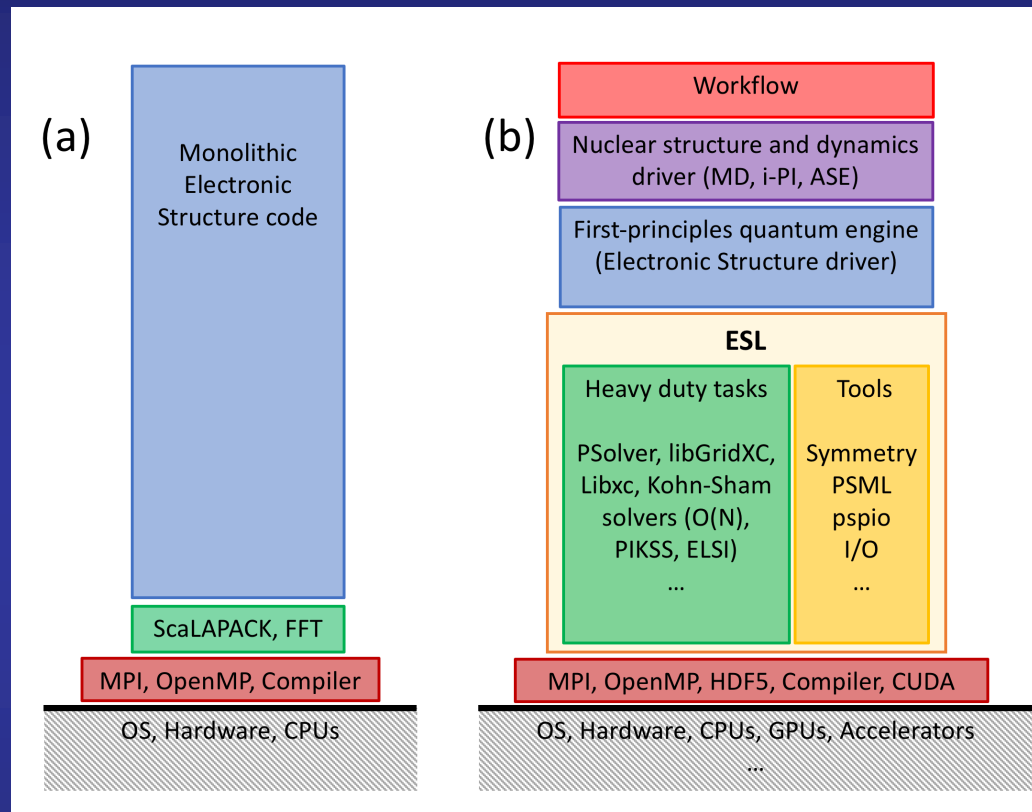 (a)
Monolithic
Electronic
Structure code
ScaLAPACK, FFT
MPI, OpenMP, Compiler
OS, Hardware, CPUs
(b)
Workflow
Nuclear structure and dynamics
driver (MD, i-PI, ASE)
First-principles quantum engine
(Electronic Structure driver)
ESL
Heavy duty tasks
PSolver, libGridXC,
Libxc, Kohn-Sham
solvers (O(N),
PIKSS, ELSI)
…
Tools
Symmetry
PSML
pspio
I/O
…
MPI, OpenMP, HDF5, Compiler, CUDA
OS, Hardware, CPUs, GPUs, Accelerators
…